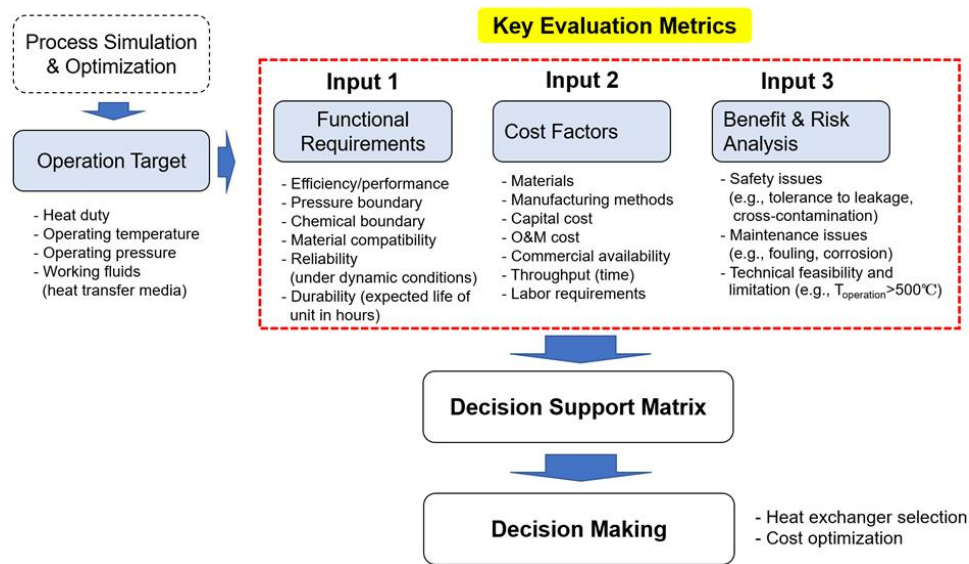 Key Evaluation Metrics
Process Simulation
& Optimization
Operation Target
- Heat duty
- Operating temperature
- Operating pressure
- Working fluids
(heat transfer media)
Input 1
Functional
Requirements
- Efficiency/performance
- Pressure boundary
- Chemical boundary
- Material compatibility
- Reliability
(under dynamic conditions)
- Durability (expected life of
unit in hours)
Input 2
Cost Factors
- Materials
- Manufacturing methods
- Capital cost
- O&M cost
- Commercial availability
- Throughput (time)
- Labor requirements
Input 3
Benefit & Risk
Analysis
- Safety issues
(e.g., tolerance to leakage,
cross-contamination)
- Maintenance issues
(e.g., fouling, corrosion)
- Technical feasibility and
limitation (e.g., Toperation>500℃)
Decision Support Matrix
Decision Making
- Heat exchanger selection
- Cost optimization